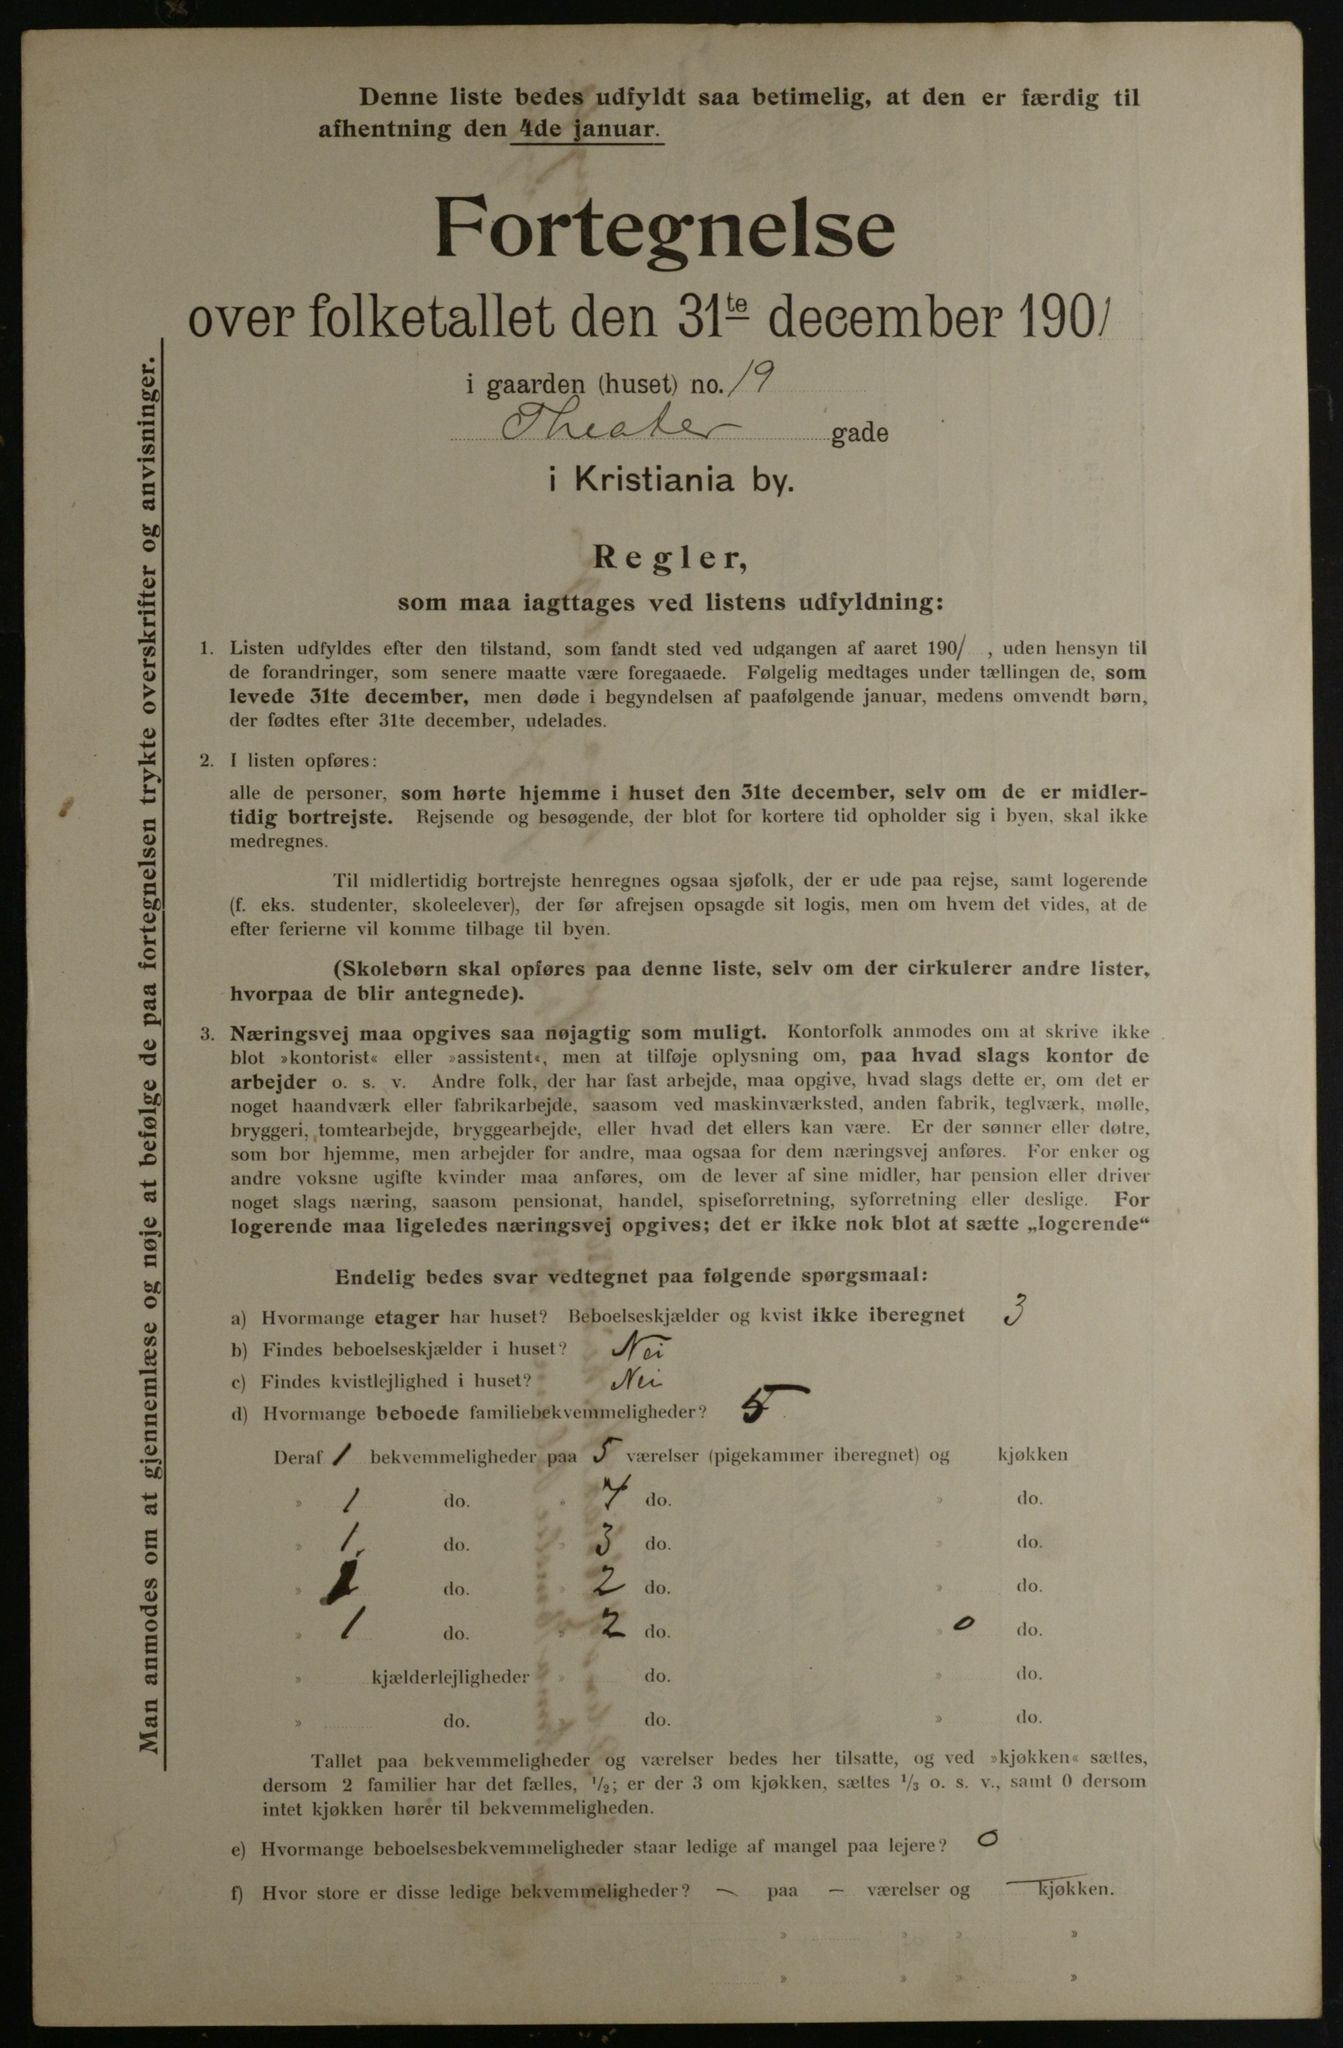 Denne liste bedes udfyldt saa betimelig, at den er færdig til
afhentning den 4de januar.
Fortegnelse
over folketallet den 31te december 1901
i gaarden (huset) no. 19
Theater gade
i Kristiania by.
Regler,
som maa iagttages ved listens udfyldning:
1. Listen udfyldes efter den tilstand, som fandt sted ved udgangen af aaret 190/ , uden hensyn til
de forandringer, som senere maatte være foregaaede. Følgelig medtages under tællingen de, som
levede 31te december, men døde i begyndelsen af paafølgende januar, medens omvendt børn,
der fødtes efter 31te december, udelades.
2. I listen opføres:
alle de personer, som hørte hjemme i huset den 31te december, selv om de er midler-
tidig bortrejste. Rejsende og besøgende, der blot for kortere tid opholder sig i byen, skal ikke
medregnes.
Til midlertidig bortrejste henregnes ogsaa sjøfolk, der er ude paa rejse, samt logerende
(f. eks. studenter, skoleelever), der før afrejsen opsagde sit logis, men om hvem det vides, at de
efter ferierne vil komme tilbage til byen.
(Skolebørn skal opføres paa denne liste, selv om der cirkulerer andre lister,
hvorpaa de blir antegnede).
3. Næringsvej maa opgives saa nøjagtig som muligt. Kontorfolk anmodes om at skrive ikke
blot »kontorist« eller »assistent«, men at tilføje oplysning om, paa hvad slags kontor de
arbejder o. s. v. Andre folk, der har fast arbejde, maa opgive, hvad slags dette er, om det er
noget haandværk eller fabrikarbejde, saasom ved maskinværksted, anden fabrik, teglværk, mølle,
bryggeri, tomtearbejde, bryggearbejde, eller hvad det ellers kan være. Er der sønner eller døtre,
som bor hjemme, men arbejder for andre, maa ogsaa for dem næringsvej anføres. For enker og
andre voksne ugifte kvinder maa anføres, om de lever af sine midler, har pension eller driver
noget slags næring, saasom pensionat, handel, spiseforretning, syforretning eller deslige. For
logerende maa ligeledes næringsvej opgives; det er ikke nok blot at sætte „logerende“
Endelig bedes svar vedtegnet paa følgende spørgsmaal:
a) Hvormange etager har huset? Beboelseskjælder og kvist ikke iberegnet 3
b) Findes beboelseskjælder i huset? Nei
c) Findes kvistlejlighed i huset? Nei
d) Hvormange beboede familiebekvemmeligheder? 5
Deraf 1 bekvemmeligheder paa 5 værelser (pigekammer iberegnet) og kjøkken
» 1 do. » 7 do. » do.
» 1. do. » 3 do. » do.
» 1 do. » 2 do. » do.
» 1 do. » 2 do. » 0 do.
» kjælderlejligheder » do. » do.
» do. » do. » do.
Tallet paa bekvemmeligheder og værelser bedes her tilsatte, og ved »kjøkken« sættes,
dersom 2 familier har det fælles, 1/2; er der 3 om kjøkken, sættes 1/3 o. s. v., samt 0 dersom
intet kjøkken hører til bekvemmeligheden.
e) Hvormange beboelsesbekvemmeligheder staar ledige af mangel paa lejere? 0
f) Hvor store er disse ledige bekvemmeligheder? – paa – værelser og – kjøkken.
» » » »
» » » »
Man anmodes om at gjennemlæse og nøje at befølge de paa fortegnelsen trykte overskrifter og anvisninger.